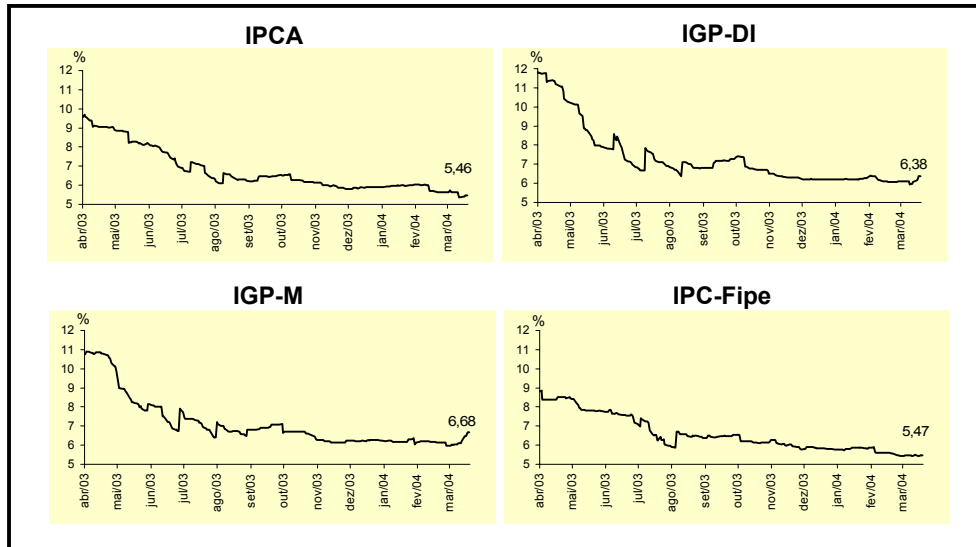 IPCA
%
12
11
10
9
8
7
6
5
5,46
abr/03
mai/03
jun/03
jul/03
ago/03
set/03
out/03
nov/03
dez/03
jan/04
fev/04
mar/04
IGP-DI
%
12
11
10
9
8
7
6
5
6,38
abr/03
mai/03
jun/03
jul/03
ago/03
set/03
out/03
nov/03
dez/03
jan/04
fev/04
mar/04
IGP-M
%
12
11
10
9
8
7
6
5
6,68
abr/03
mai/03
jun/03
jul/03
ago/03
set/03
out/03
nov/03
dez/03
jan/04
fev/04
mar/04
IPC-Fipe
%
12
11
10
9
8
7
6
5
5,47
abr/03
mai/03
jun/03
jul/03
ago/03
set/03
out/03
nov/03
dez/03
jan/04
fev/04
mar/04